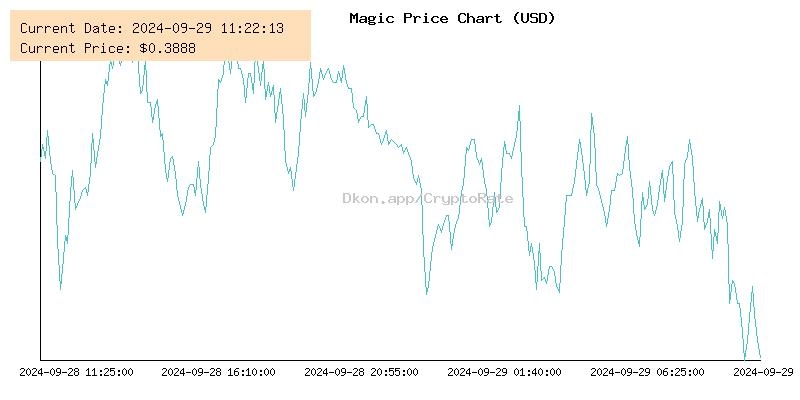 Magic Price Chart (USD)
Current Date: 2024-09-29 11:22:13
Current Price: $0.3888
Dkon.app/CryptoRate
2024-09-28 11:25:00 2024-09-28 16:10:00 2024-09-28 20:55:00 2024-09-29 01:40:00 2024-09-29 06:25:00 2024-09-29